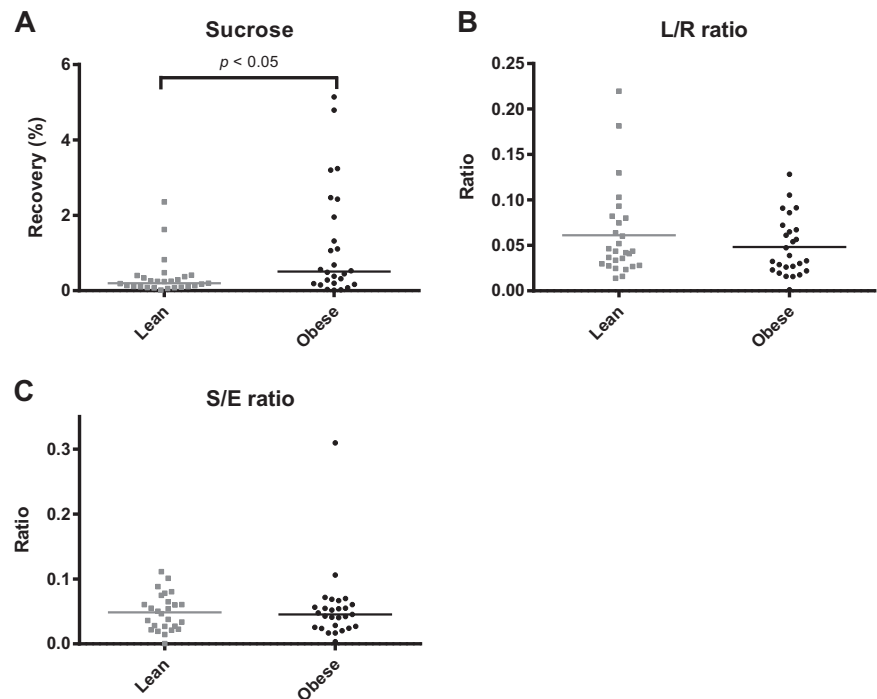 A
Sucrose
p < 0.05
Recovery (%)
6
4
2
0
Lean
Obese
B
L/R ratio
Ratio
0.25
0.20
0.15
0.10
0.05
0.00
Lean
Obese
C
S/E ratio
Ratio
0.3
0.2
0.1
0.0
Lean
Obese